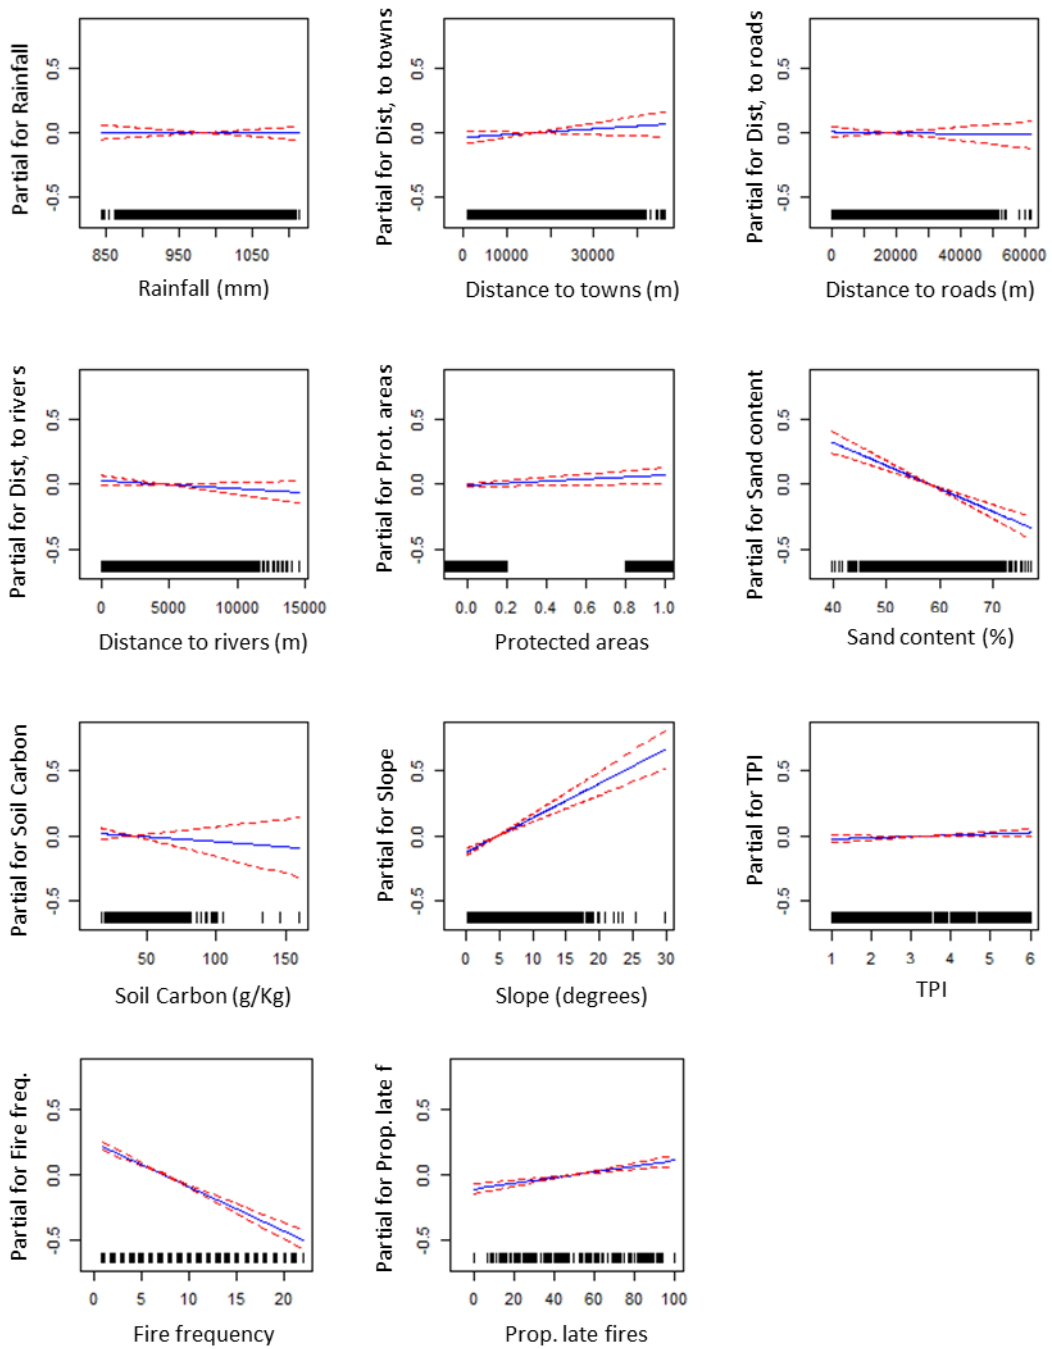 Partial for Rainfall
0.5
0.0
-0.5
850 950 1050
Rainfall (mm)
Partial for Dist, to towns
0.5
0.0
-0.5
0 10000 30000
Distance to towns (m)
Partial for Dist, to roads
0.5
0.0
-0.5
0 20000 40000 60000
Distance to roads (m)
Partial for Dist, to rivers
0.5
0.0
-0.5
0 5000 10000 15000
Distance to rivers (m)
Partial for Prot. areas
0.5
0.0
-0.5
0.0 0.2 0.4 0.6 0.8 1.0
Protected areas
Partial for Sand content
0.5
0.0
-0.5
40 50 60 70
Sand content (%)
Partial for Soil Carbon
0.5
0.0
-0.5
50 100 150
Soil Carbon (g/Kg)
Partial for Slope
0.5
0.0
-0.5
0 5 10 15 20 25 30
Slope (degrees)
Partial for TPI
0.5
0.0
-0.5
1 2 3 4 5 6
TPI
Partial for Fire freq.
0.5
0.0
-0.5
0 5 10 15 20
Fire frequency
Partial for Prop. late f
0.5
0.0
-0.5
0 20 40 60 80 100
Prop. late fires